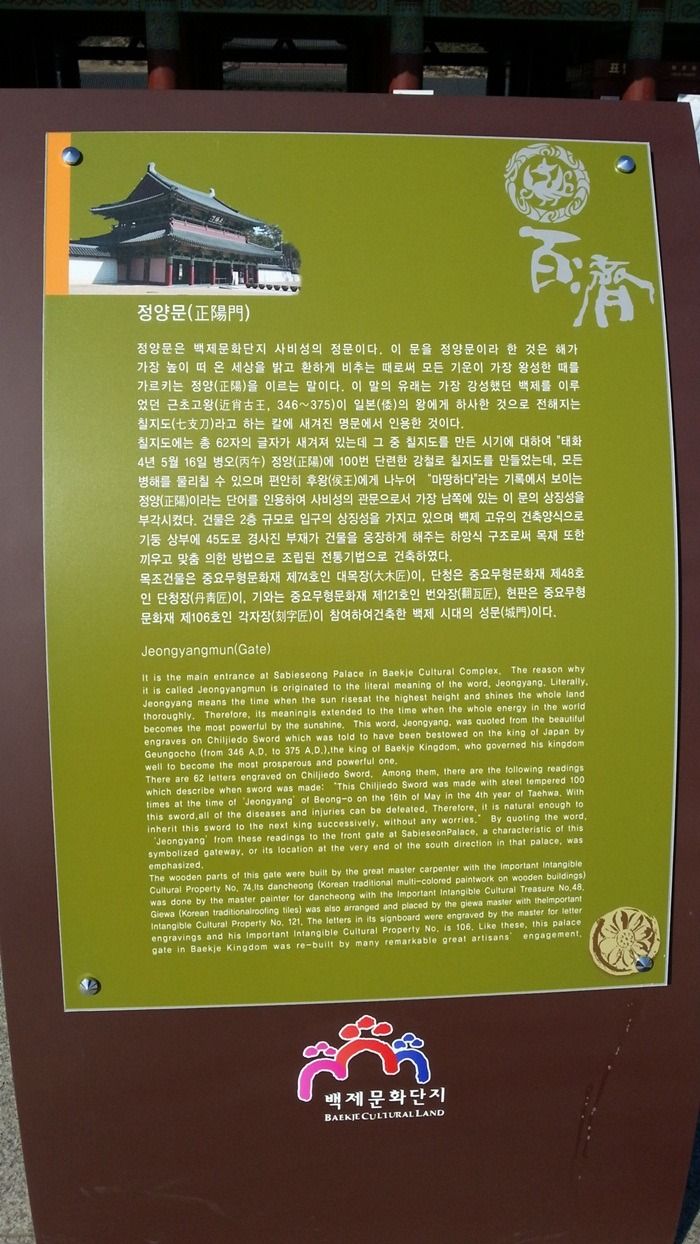 百濟
정양문(正陽門)
정양문은 백제문화단지 사비성의 정문이다. 이 문을 정양문이라 한 것은 해가
가장 높이 떠 온 세상을 밝고 환하게 비추는 때로써 모든 기운이 가장 왕성한 때를
가르키는 정양(正陽)을 이르는 말이다. 이 말의 유래는 가장 강성했던 백제를 이루
었던 근초고왕(近肖古王, 346~375)이 일본(倭)의 왕에게 하사한 것으로 전해지는
칠지도(七支刀)라고 하는 칼에 새겨진 명문에서 인용한 것이다.
칠지도에는 총 62자의 글자가 새겨져 있는데 그 중 칠지도를 만든 시기에 대하여 "태화
4년 5월 16일 병오(丙午) 정양(正陽)에 100번 단련한 강철로 칠지도를 만들었는데, 모든
병해를 물리칠 수 있으며 편안히 후왕(侯王)에게 나누어 "마땅하다"라는 기록에서 보이는
정양(正陽)이라는 단어를 인용하여 사비성의 관문으로서 가장 남쪽에 있는 이 문의 상징성을
부각시켰다. 건물은 2층 규모로 입구의 상징성을 가지고 있으며 백제 고유의 건축양식으로
기둥 상부에 45도로 경사진 부재가 건물을 웅장하게 해주는 하앙식 구조로써 목재 또한
끼우고 맞춤 의한 방법으로 조립된 전통기법으로 건축하였다.
목조건물은 중요무형문화재 제74호인 대목장(大木匠)이, 단청은 중요무형문화재 제48호
인 단청장(丹靑匠)이, 기와는 중요무형문화재 제121호인 번와장(翻瓦匠), 현판은 중요무형
문화재 제106호인 각자장(刻字匠)이 참여하여건축한 백제 시대의 성문(城門)이다.
Jeongyangmun(Gate)
It is the main entrance at Sabieseong Palace in Baekje Cultural Complex. The reason why
it is called Jeongyangmun is originated to the literal meaning of the word, Jeongyang. Literally,
Jeongyang means the time when the sun risesat the highest height and shines the whole land
thoroughly. Therefore, its meaningis extended to the time when the whole energy in the world
becomes the most powerful by the sunshine. This word, Jeongyang, was quoted from the beautiful
engraves on Chiljiedo Sword which was told to have been bestowed on the king of Japan by
Geungocho (from 346 A.D. to 375 A.D.),the king of Baekje Kingdom, who governed his kingdom
well to become the most prosperous and powerful one.
There are 62 letters engraved on Chiljiedo Sword. Among them, there are the following readings
which describe when sword was made: "This Chiljiedo Sword was made with steel tempered 100
times at the time of 'Jeongyang' of Beong-o on the 16th of May in the 4th year of Taehwa. With
this sword,all of the diseases and injuries can be defeated. Therefore, it is natural enough to
inherit this sword to the next king successively, without any worries." By quoting the word,
'Jeongyang' from these readings to the front gate at SabieseonPalace, a characteristic of this
symbolized gateway, or its location at the very end of the south direction in that palace, was
emphasized.
The wooden parts of this gate were built by the great master carpenter with the Important Intangible
Cultural Property No. 74.Its dancheong (Korean traditional multi-colored paintwork on wooden buildings)
was done by the master painter for dancheong with the Important Intangible Cultural Treasure No.48.
Giewa (Korean traditionalroofing tiles) was also arranged and placed by the giewa master with theImportant
Intangible Cultural Property No. 121. The letters in its signboard were engraved by the master for letter
engravings and his Important Intangible Cultural Property No. is 106. Like these, this palace
gate in Baekje Kingdom was re-built by many remarkable great artisans' engagement.
백제문화단지
BAEKJE CULTURAL LAND